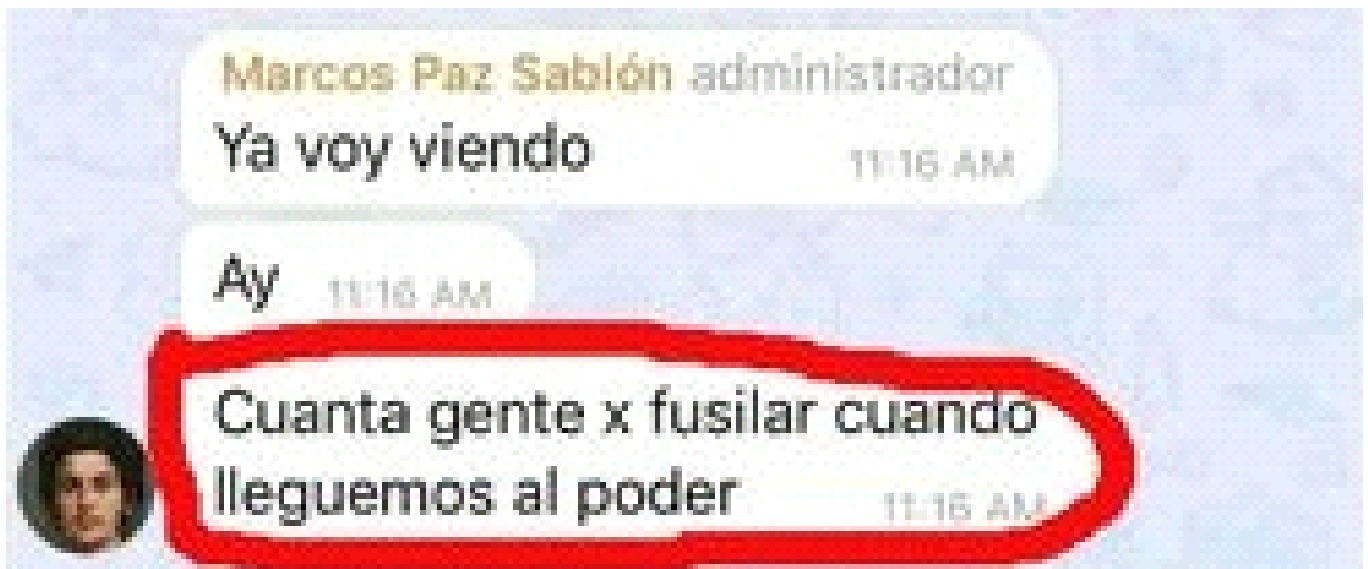 Marcos Paz Sablón administrador
Ya voy viendo 11:16 AM
Ay 11:16 AM
Cuanta gente x fusilar cuando
lleguemos al poder 11:16 AM